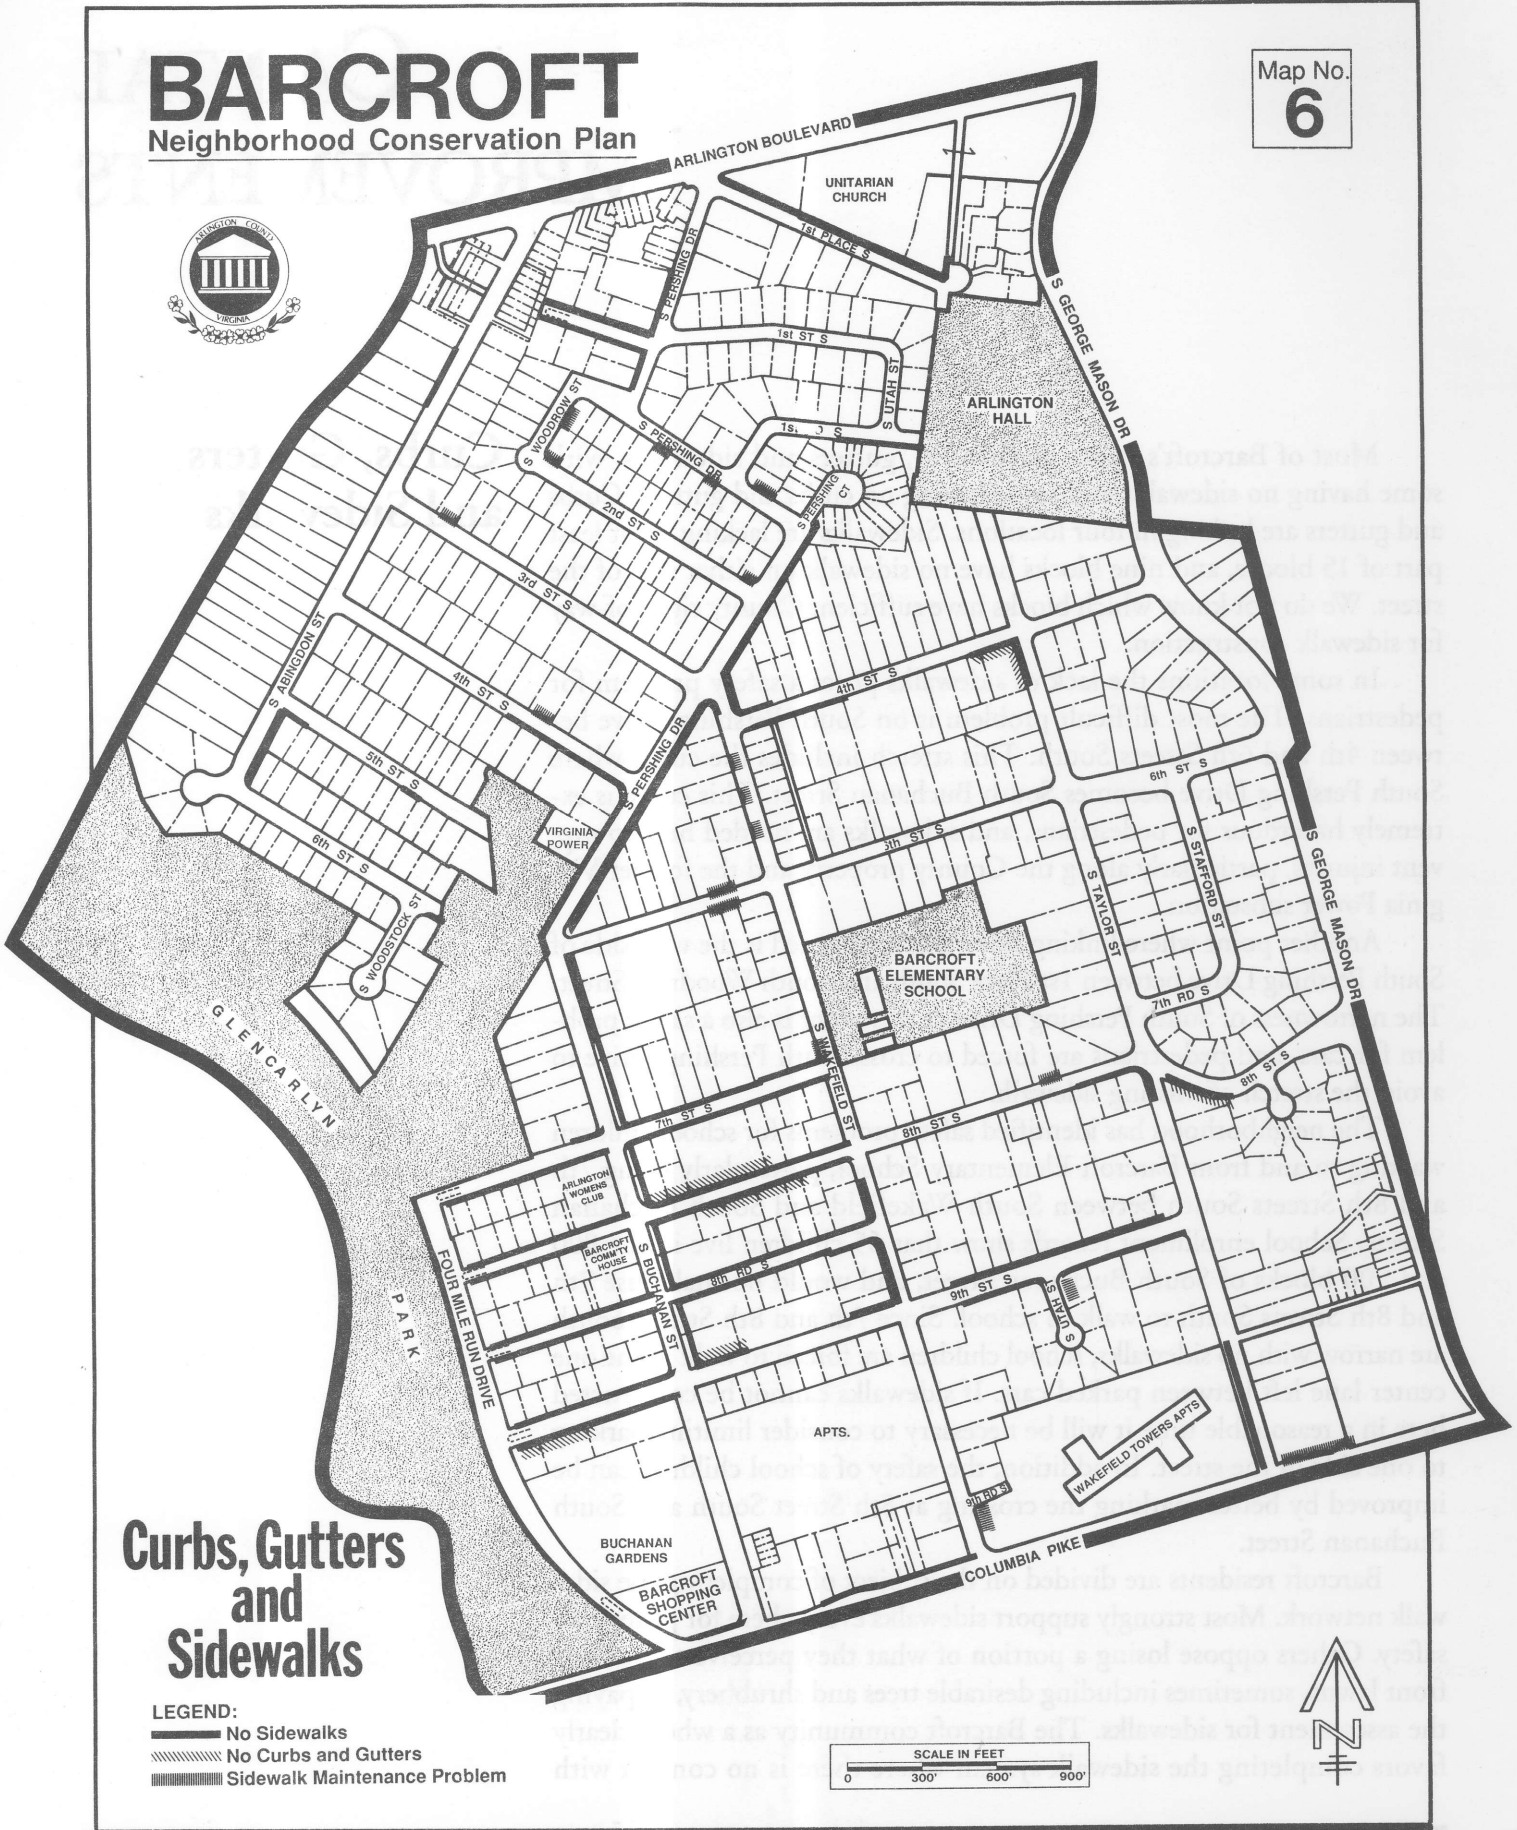 BARCROFT
Neighborhood Conservation Plan
Map No.
6
ARLINGTON COUNTY
VIRGINIA
ARLINGTON BOULEVARD
UNITARIAN
CHURCH
1st PLACE S
S PERSHING DR
S GEORGE MASON DR
1st ST S
S UTAH ST
ARLINGTON
HALL
S WOODROW ST
S PERSHING DR
S PERSHING
CT
2nd ST S
3rd ST S
S ABINGDON ST
4th ST S
4th ST S
S PERSHING DR
5th ST S
6th ST S
VIRGINIA
POWER
5th ST S
S STAFFORD ST
S GEORGE MASON DR
6th ST S
S TAYLOR ST
S WOODSTOCK ST
BARCROFT
ELEMENTARY
SCHOOL
7th RD S
GLENCARLYN
PARK
S WAKEFIELD ST
8th ST S
7th ST S
8th ST S
ARLINGTON
WOMENS
CLUB
BARCROFT
COMM'TY
HOUSE
S BUCHANAN ST
8th RD S
FOUR MILE RUN DRIVE
9th ST S
S UTAH S
APTS.
WAKEFIELD TOWERS APTS
9th RD S
BUCHANAN
GARDENS
BARCROFT
SHOPPING
CENTER
COLUMBIA PIKE
Curbs, Gutters
and
Sidewalks
LEGEND:
No Sidewalks
No Curbs and Gutters
Sidewalk Maintenance Problem
SCALE IN FEET
0 300' 600' 900'
N